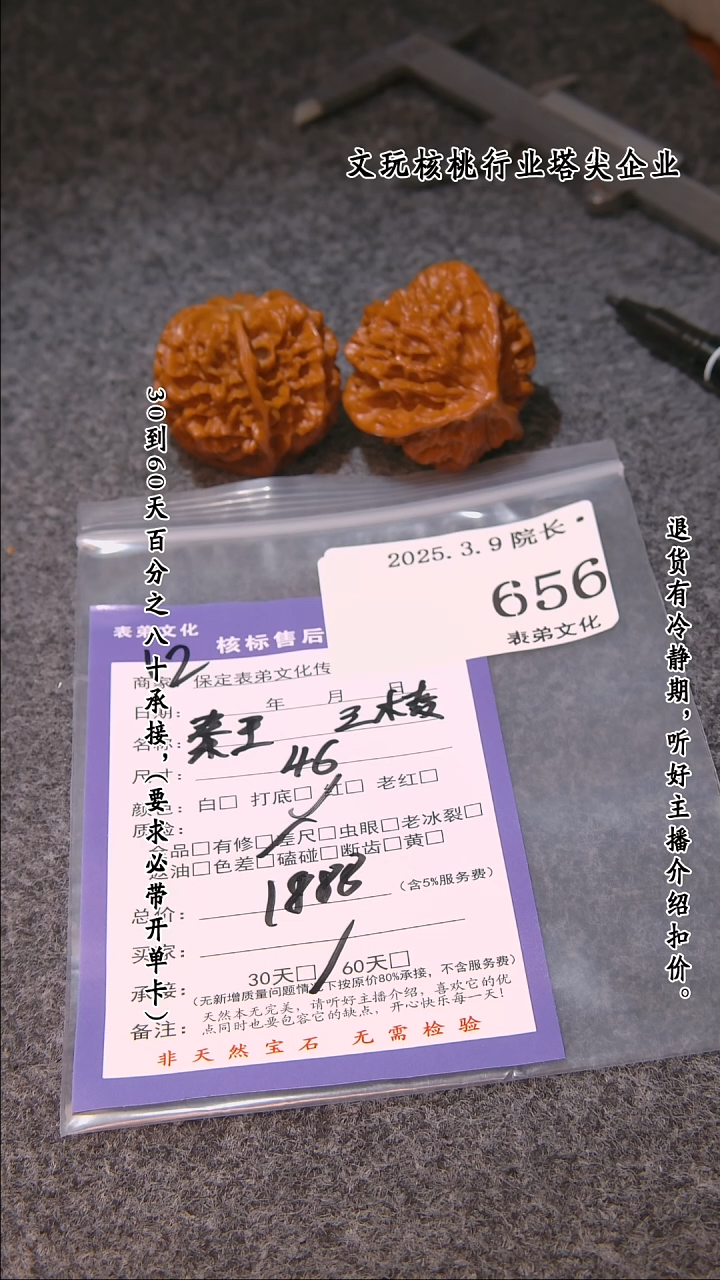 文玩核桃行业塔尖企业
30到60天百分之八十承接，(要求必带开单卡)
退货有冷静期，听好主播介绍扣价。
2025.3.9 院长·
656
表弟文化
表弟文化
核标售后
12
保定表弟文化传
日期: 年 月 日
名称: 秦王 三棱
尺寸: 46
颜色: 白□ 打底□ 红□ 老红□
质检:
品□有修□差尺□虫眼□老冰裂□
油□色差□磕碰□断齿□黄□
总价: 1888 (含5%服务费)
买家:
承接: 30天□ 60天□
(无新增质量问题情况下按原价80%承接，不含服务费)
备注: 天然本无完美，请听好主播介绍，喜欢它的优
点同时也要包容它的缺点，开心快乐每一天!
非天然宝石 无需检验